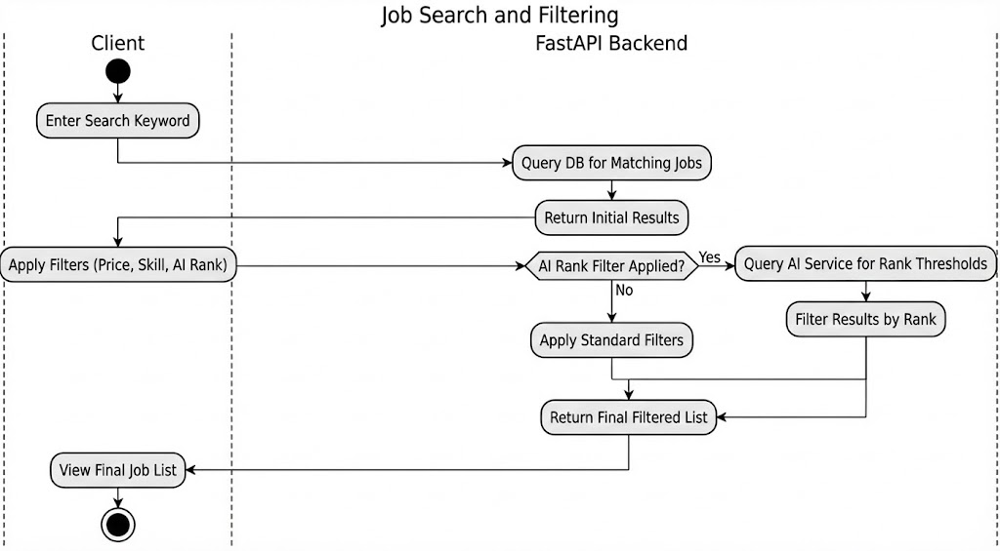 Job Search and Filtering
Client
FastAPI Backend
Enter Search Keyword
Query DB for Matching Jobs
Return Initial Results
Apply Filters (Price, Skill, AI Rank)
AI Rank Filter Applied?
Yes
Query AI Service for Rank Thresholds
No
Filter Results by Rank
Apply Standard Filters
Return Final Filtered List
View Final Job List